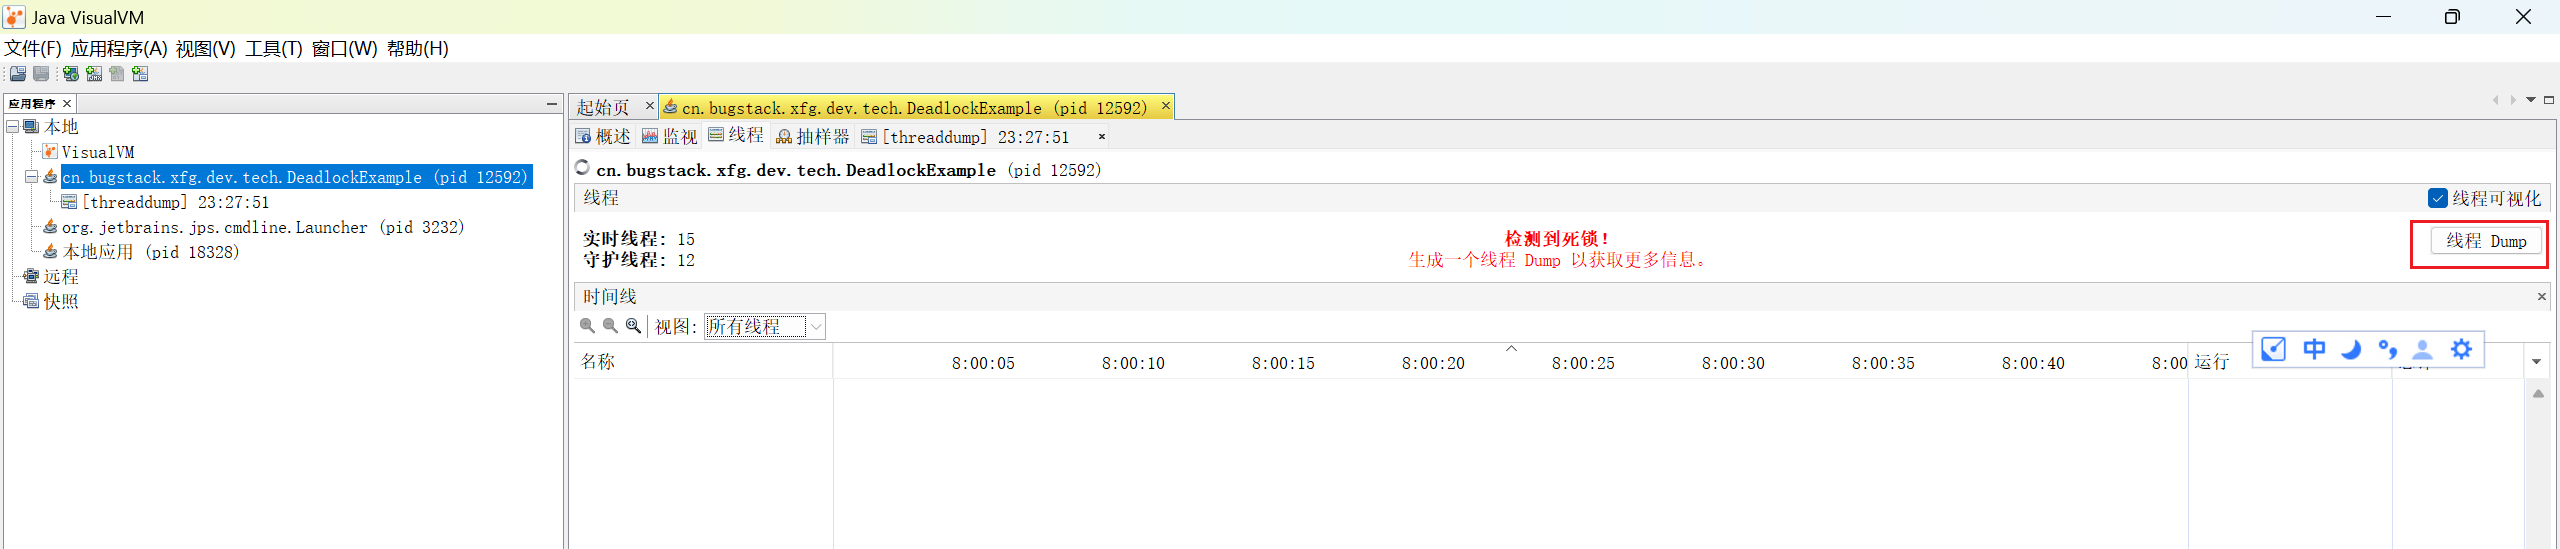 Java VisualVM
文件(F) 应用程序(A) 视图(V) 工具(T) 窗口(W) 帮助(H)
应用程序
本地
VisualVM
cn.bugstack.xfg.dev.tech.DeadlockExample (pid 12592)
[threaddump] 23:27:51
org.jetbrains.jps.cmdline.Launcher (pid 3232)
本地应用 (pid 18328)
远程
快照
起始页 cn.bugstack.xfg.dev.tech.DeadlockExample (pid 12592)
概述 监视 线程 抽样器 [threaddump] 23:27:51
cn.bugstack.xfg.dev.tech.DeadlockExample (pid 12592)
线程 线程可视化
实时线程: 15 检测到死锁!
守护线程: 12 生成一个线程 Dump 以获取更多信息。
线程 Dump
时间线
视图: 所有线程
中
名称 8:00:05 8:00:10 8:00:15 8:00:20 8:00:25 8:00:30 8:00:35 8:00:40 8:00 运行